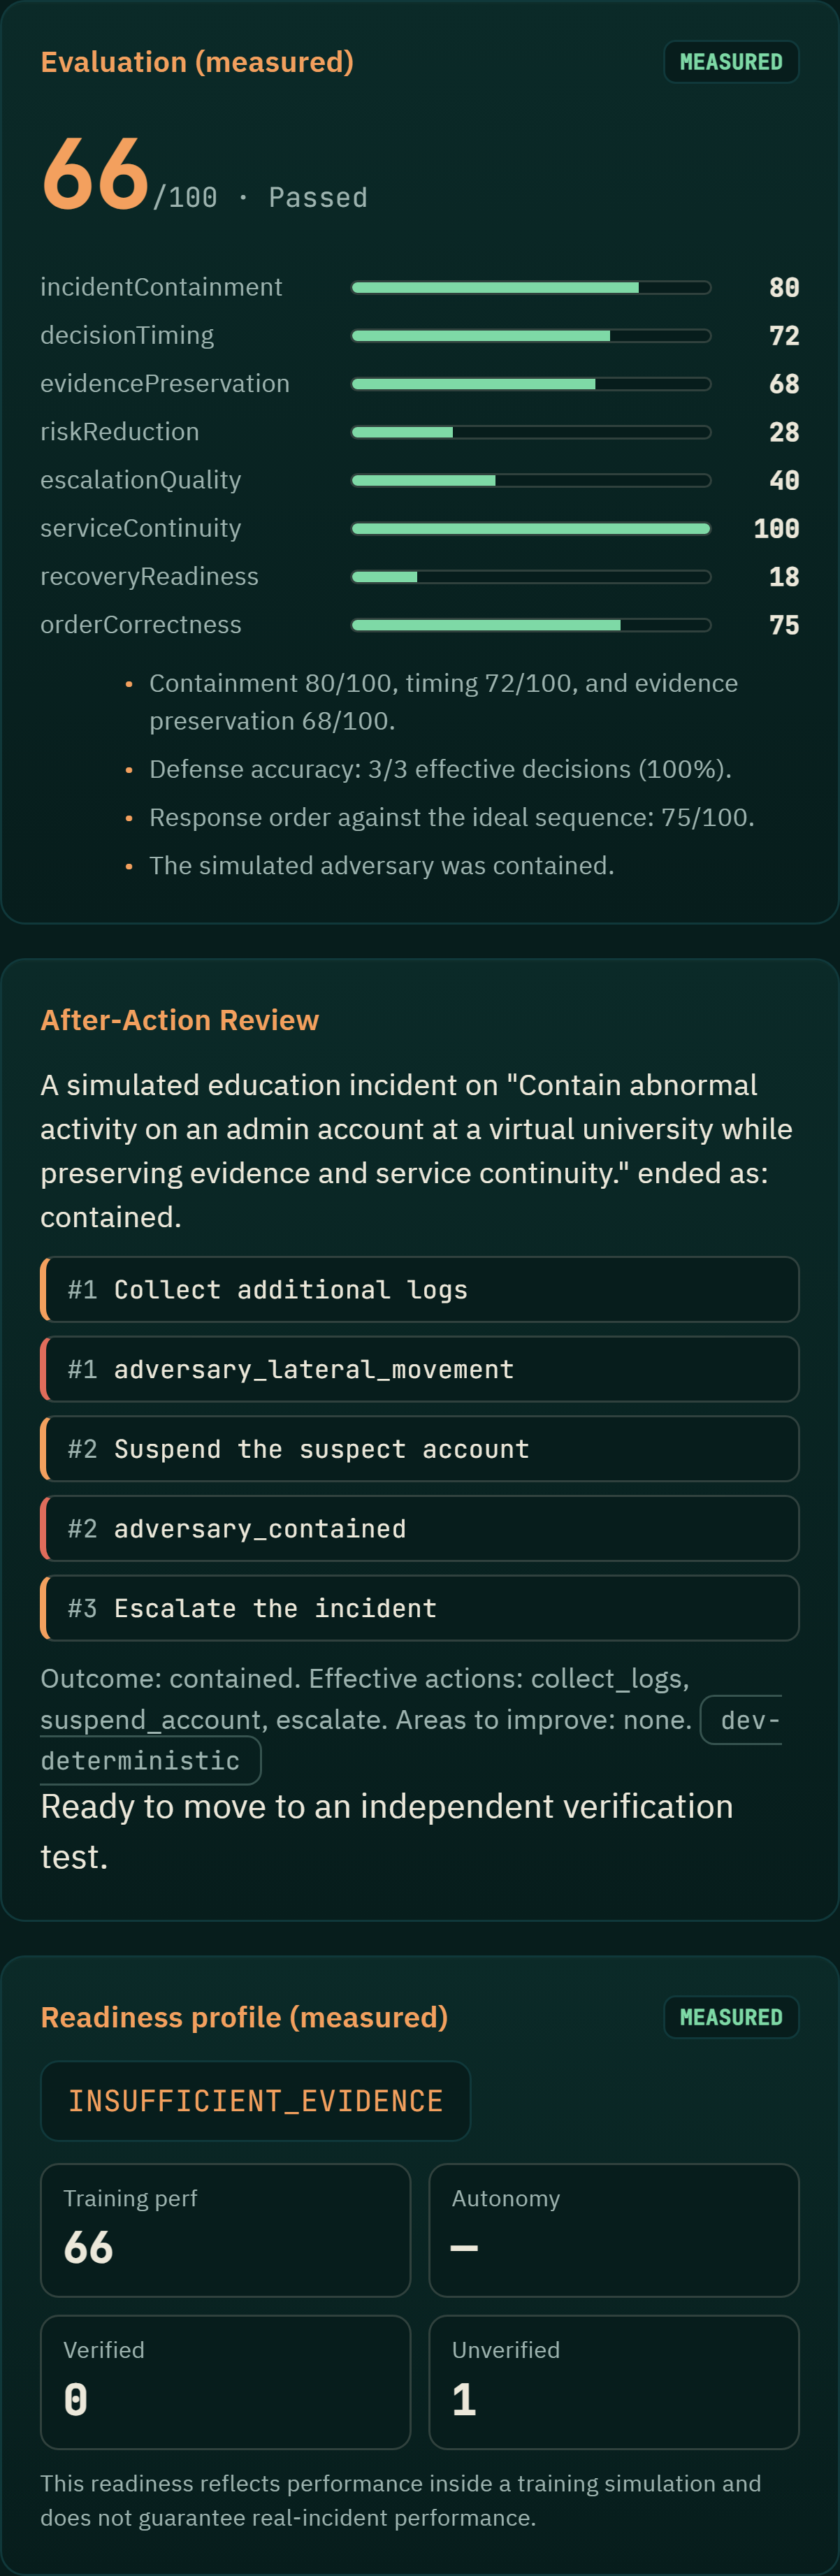 Evaluation (measured)
MEASURED
66/100 · Passed
incidentContainment 80
decisionTiming 72
evidencePreservation 68
riskReduction 28
escalationQuality 40
serviceContinuity 100
recoveryReadiness 18
orderCorrectness 75
• Containment 80/100, timing 72/100, and evidence
preservation 68/100.
• Defense accuracy: 3/3 effective decisions (100%).
• Response order against the ideal sequence: 75/100.
• The simulated adversary was contained.
After-Action Review
A simulated education incident on "Contain abnormal
activity on an admin account at a virtual university while
preserving evidence and service continuity." ended as:
contained.
#1 Collect additional logs
#1 adversary_lateral_movement
#2 Suspend the suspect account
#2 adversary_contained
#3 Escalate the incident
Outcome: contained. Effective actions: collect_logs,
suspend_account, escalate. Areas to improve: none. dev-
deterministic
Ready to move to an independent verification
test.
Readiness profile (measured)
MEASURED
INSUFFICIENT_EVIDENCE
Training perf
66
Autonomy
—
Verified
0
Unverified
1
This readiness reflects performance inside a training simulation and
does not guarantee real-incident performance.